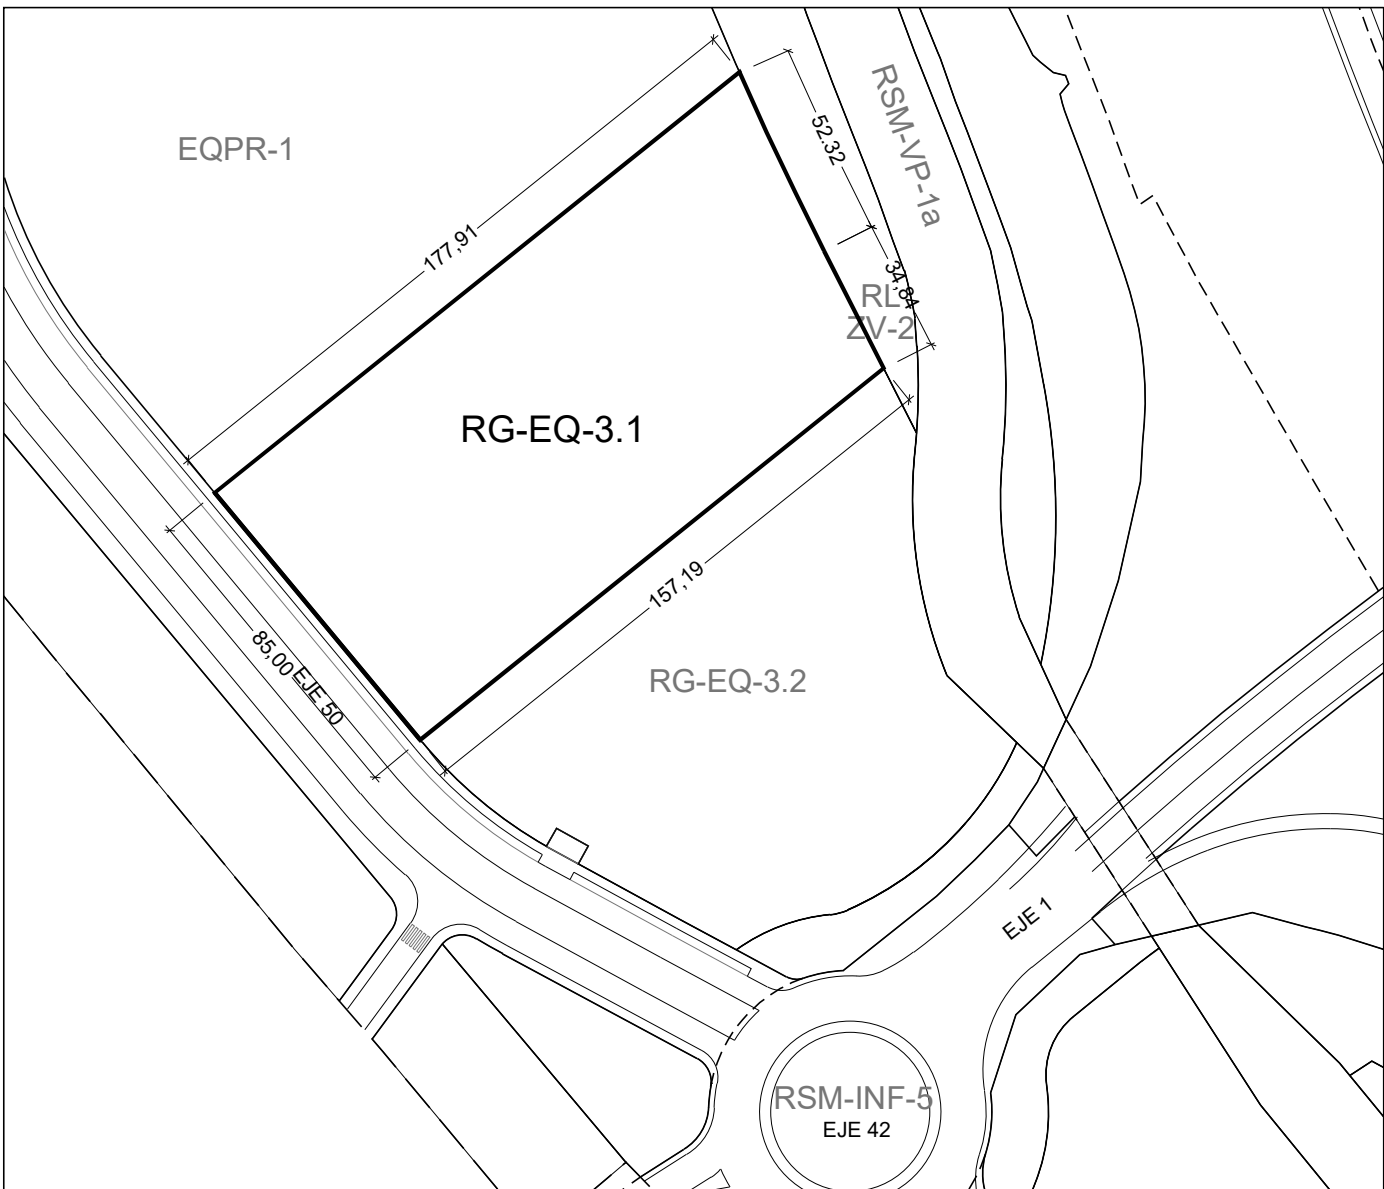 EQPR-1
RSM-VP-1a
52.32
177,91
34,84
RL
ZV-2
RG-EQ-3.1
157,19
85,00
EJE 50
RG-EQ-3.2
EJE 1
RSM-INF-5
EJE 42